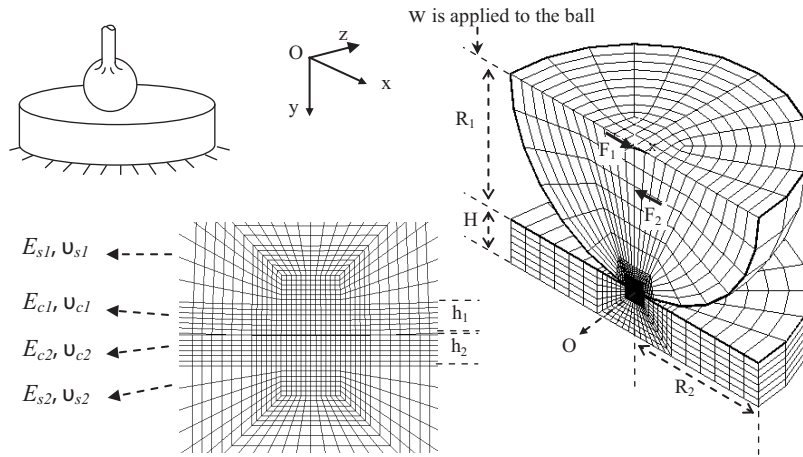 w is applied to the ball
O
z
x
y
R1
F1
x
F2
H
Es1, υs1
Ec1, υc1
Ec2, υc2
Es2, υs2
h1
h2
O
R2